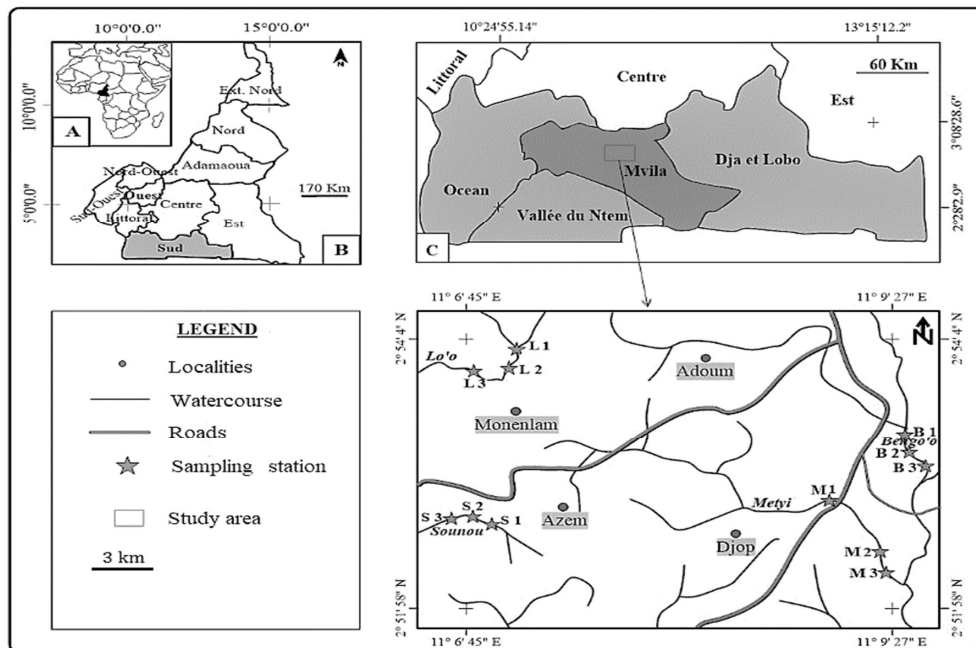 10°0'0.0"
15°0'0.0"
10°0'0.0"
5°0'0.0"
A
N
Ext. Nord
Nord
Adamaoua
Nord-Ouest
Sud-Ouest
Ouest
Littoral
Centre
Est
Sud
170 Km
B
10°24'55.14"
13°15'12.2"
3°08'28.6"
2°28'2.9"
Littoral
Centre
60 Km
Est
Mvila
Dja et Lobo
Ocean
Vallée du Ntem
C
LEGEND
Localities
Watercourse
Roads
Sampling station
Study area
3 km
11° 6' 45" E
11° 9' 27" E
2° 54'4" N
2° 54'4" N
N
Lo'o
L 1
L 2
L 3
Adoum
Monenlam
B 1
Bengo'o
B 2
B 3
M1
Metyi
S 3
S 2
S 1
Sounou
Azem
Djop
M 2
M 3
2° 51'58" N
2° 51'58" N
11° 6'45" E
11° 9'27" E